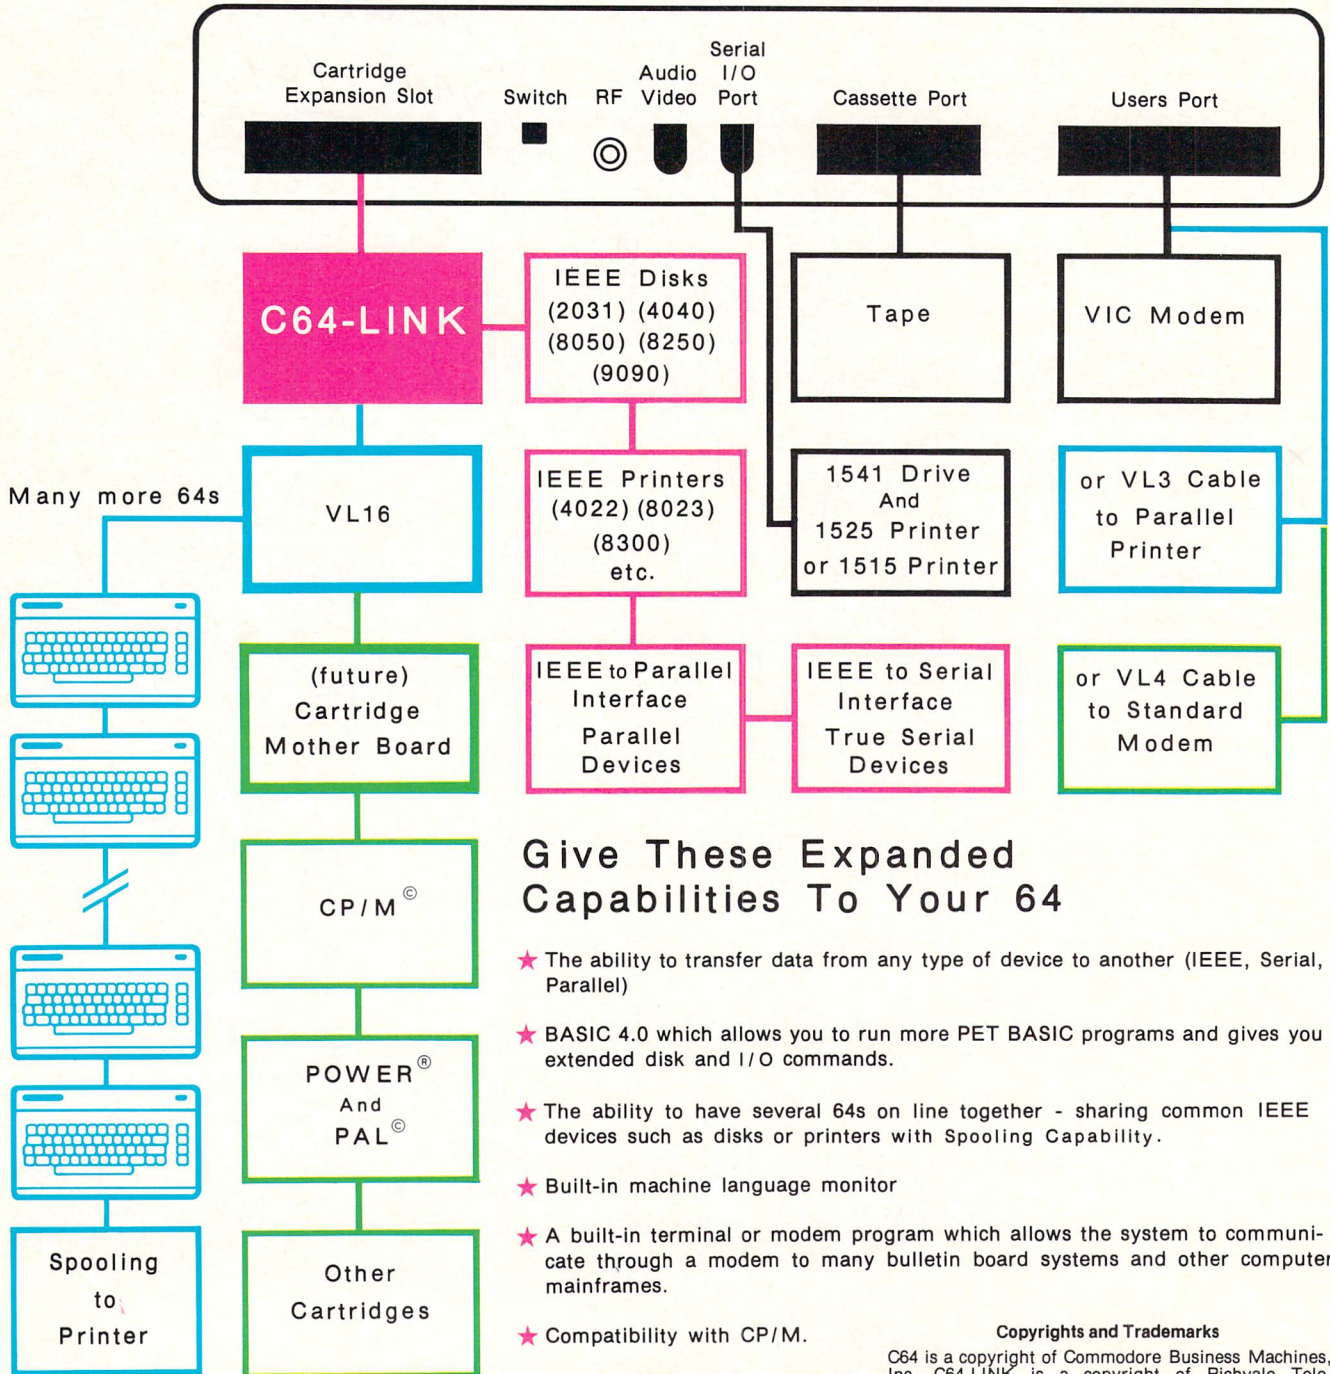 Cartridge
Expansion Slot
Switch
RF
Audio
Video
Serial
I/O
Port
Cassette Port
Users Port
C64-LINK
IEEE Disks
(2031) (4040)
(8050) (8250)
(9090)
Tape
VIC Modem
Many more 64s
VL16
IEEE Printers
(4022) (8023)
(8300)
etc.
1541 Drive
And
1525 Printer
or 1515 Printer
or VL3 Cable
to Parallel
Printer
(future)
Cartridge
Mother Board
IEEE to Parallel
Interface
Parallel
Devices
IEEE to Serial
Interface
True Serial
Devices
or VL4 Cable
to Standard
Modem
CP/M©
POWER®
And
PAL©
Other
Cartridges
Spooling
to
Printer
Give These Expanded
Capabilities To Your 64
★ The ability to transfer data from any type of device to another (IEEE, Serial,
Parallel)
★ BASIC 4.0 which allows you to run more PET BASIC programs and gives you
extended disk and I/O commands.
★ The ability to have several 64s on line together - sharing common IEEE
devices such as disks or printers with Spooling Capability.
★ Built-in machine language monitor
★ A built-in terminal or modem program which allows the system to communi-
cate through a modem to many bulletin board systems and other computer
mainframes.
★ Compatibility with CP/M.
Copyrights and Trademarks
C64 is a copyright of Commodore Business Machines,
Inc. C64-LINK is a copyright of Richvale Tele-